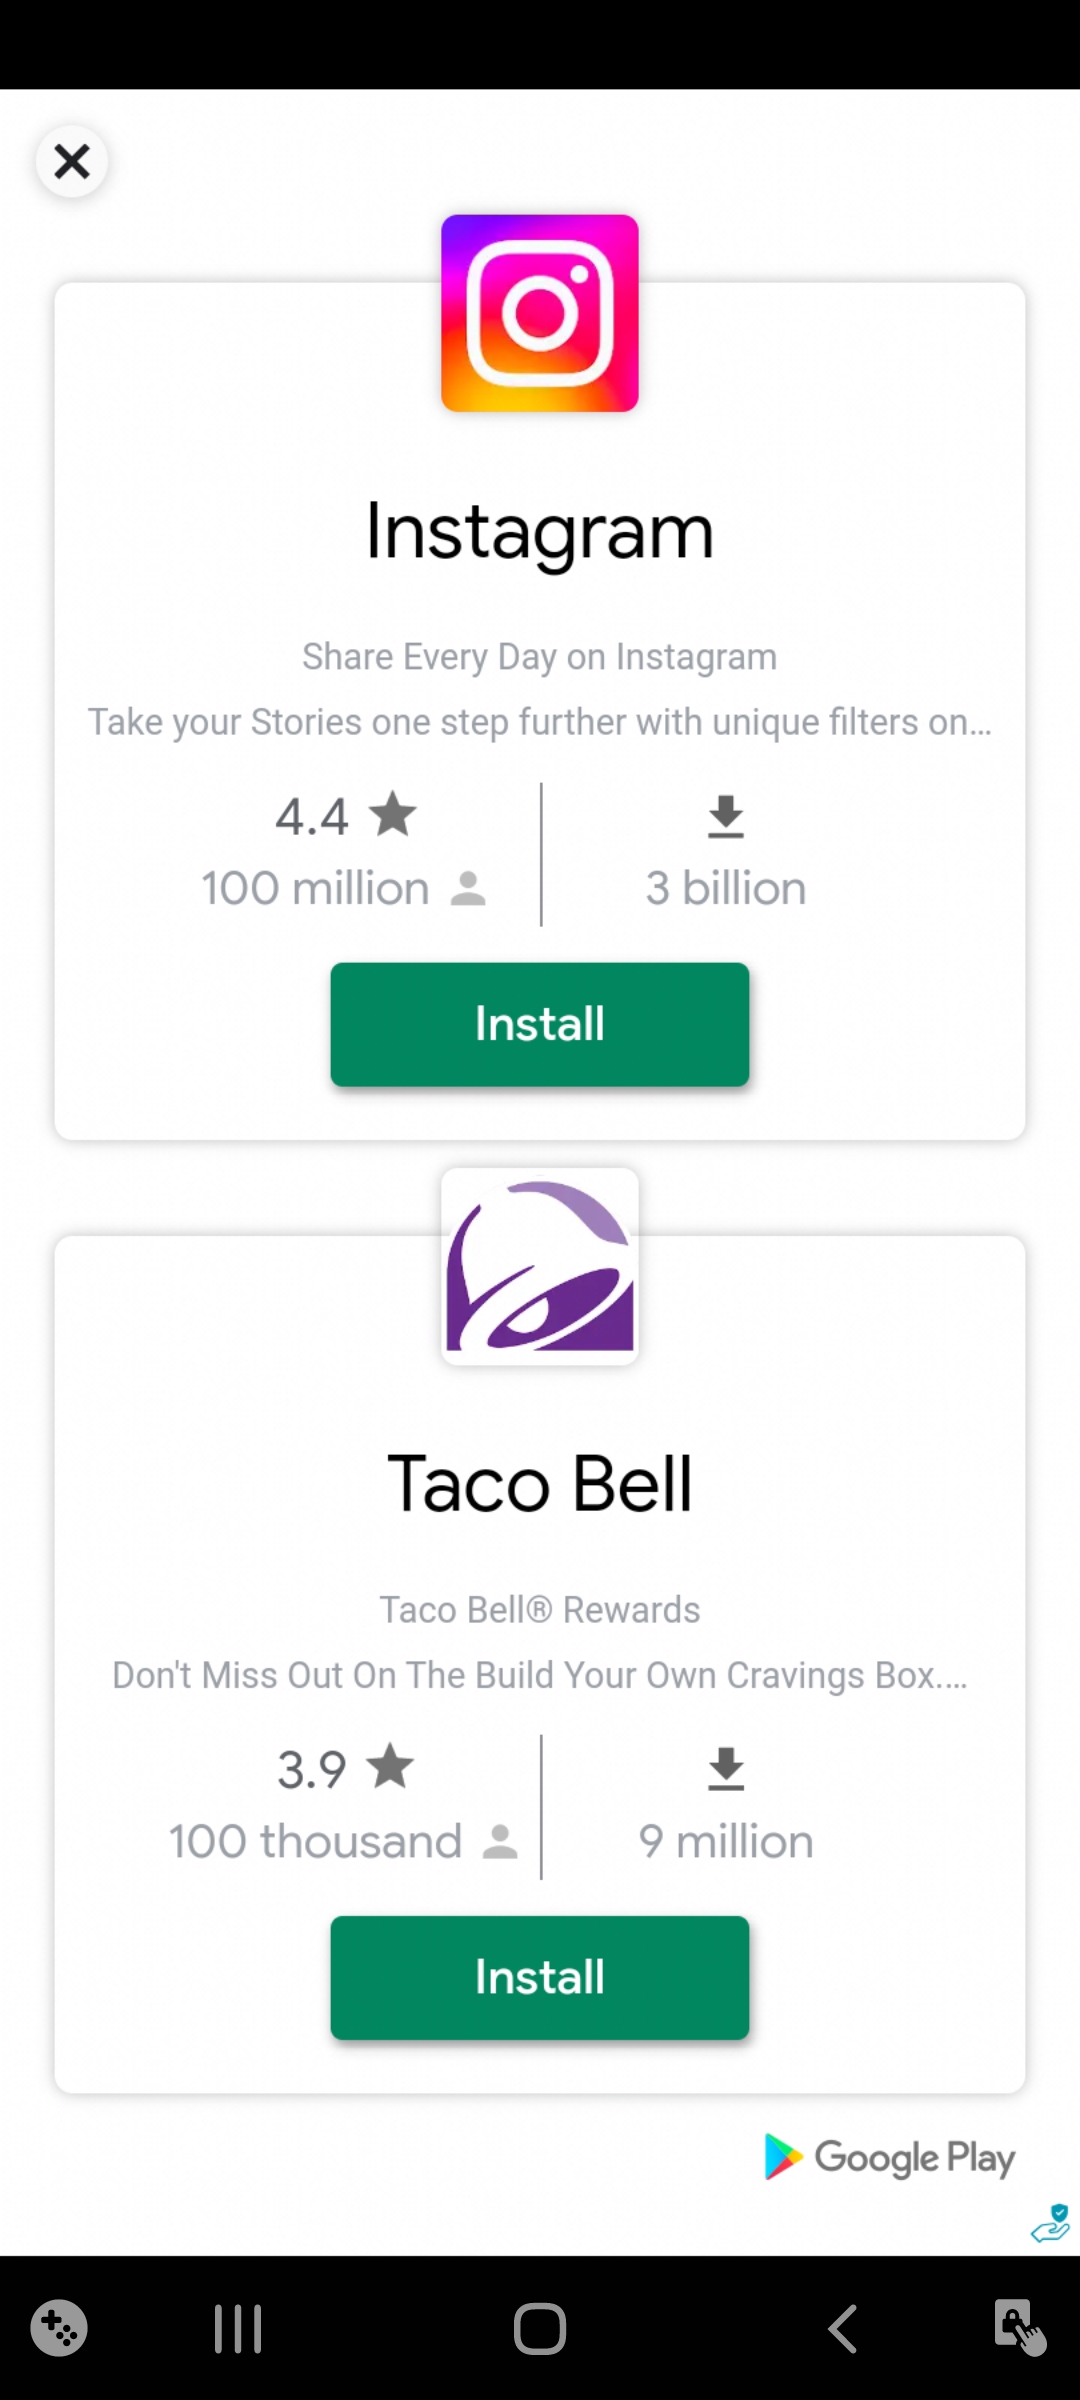 Instagram
Share Every Day on Instagram
Take your Stories one step further with unique filters on...
4.4
100 million
3 billion
Install
Taco Bell
Taco Bell® Rewards
Don't Miss Out On The Build Your Own Cravings Box....
3.9
100 thousand
9 million
Install
Google Play